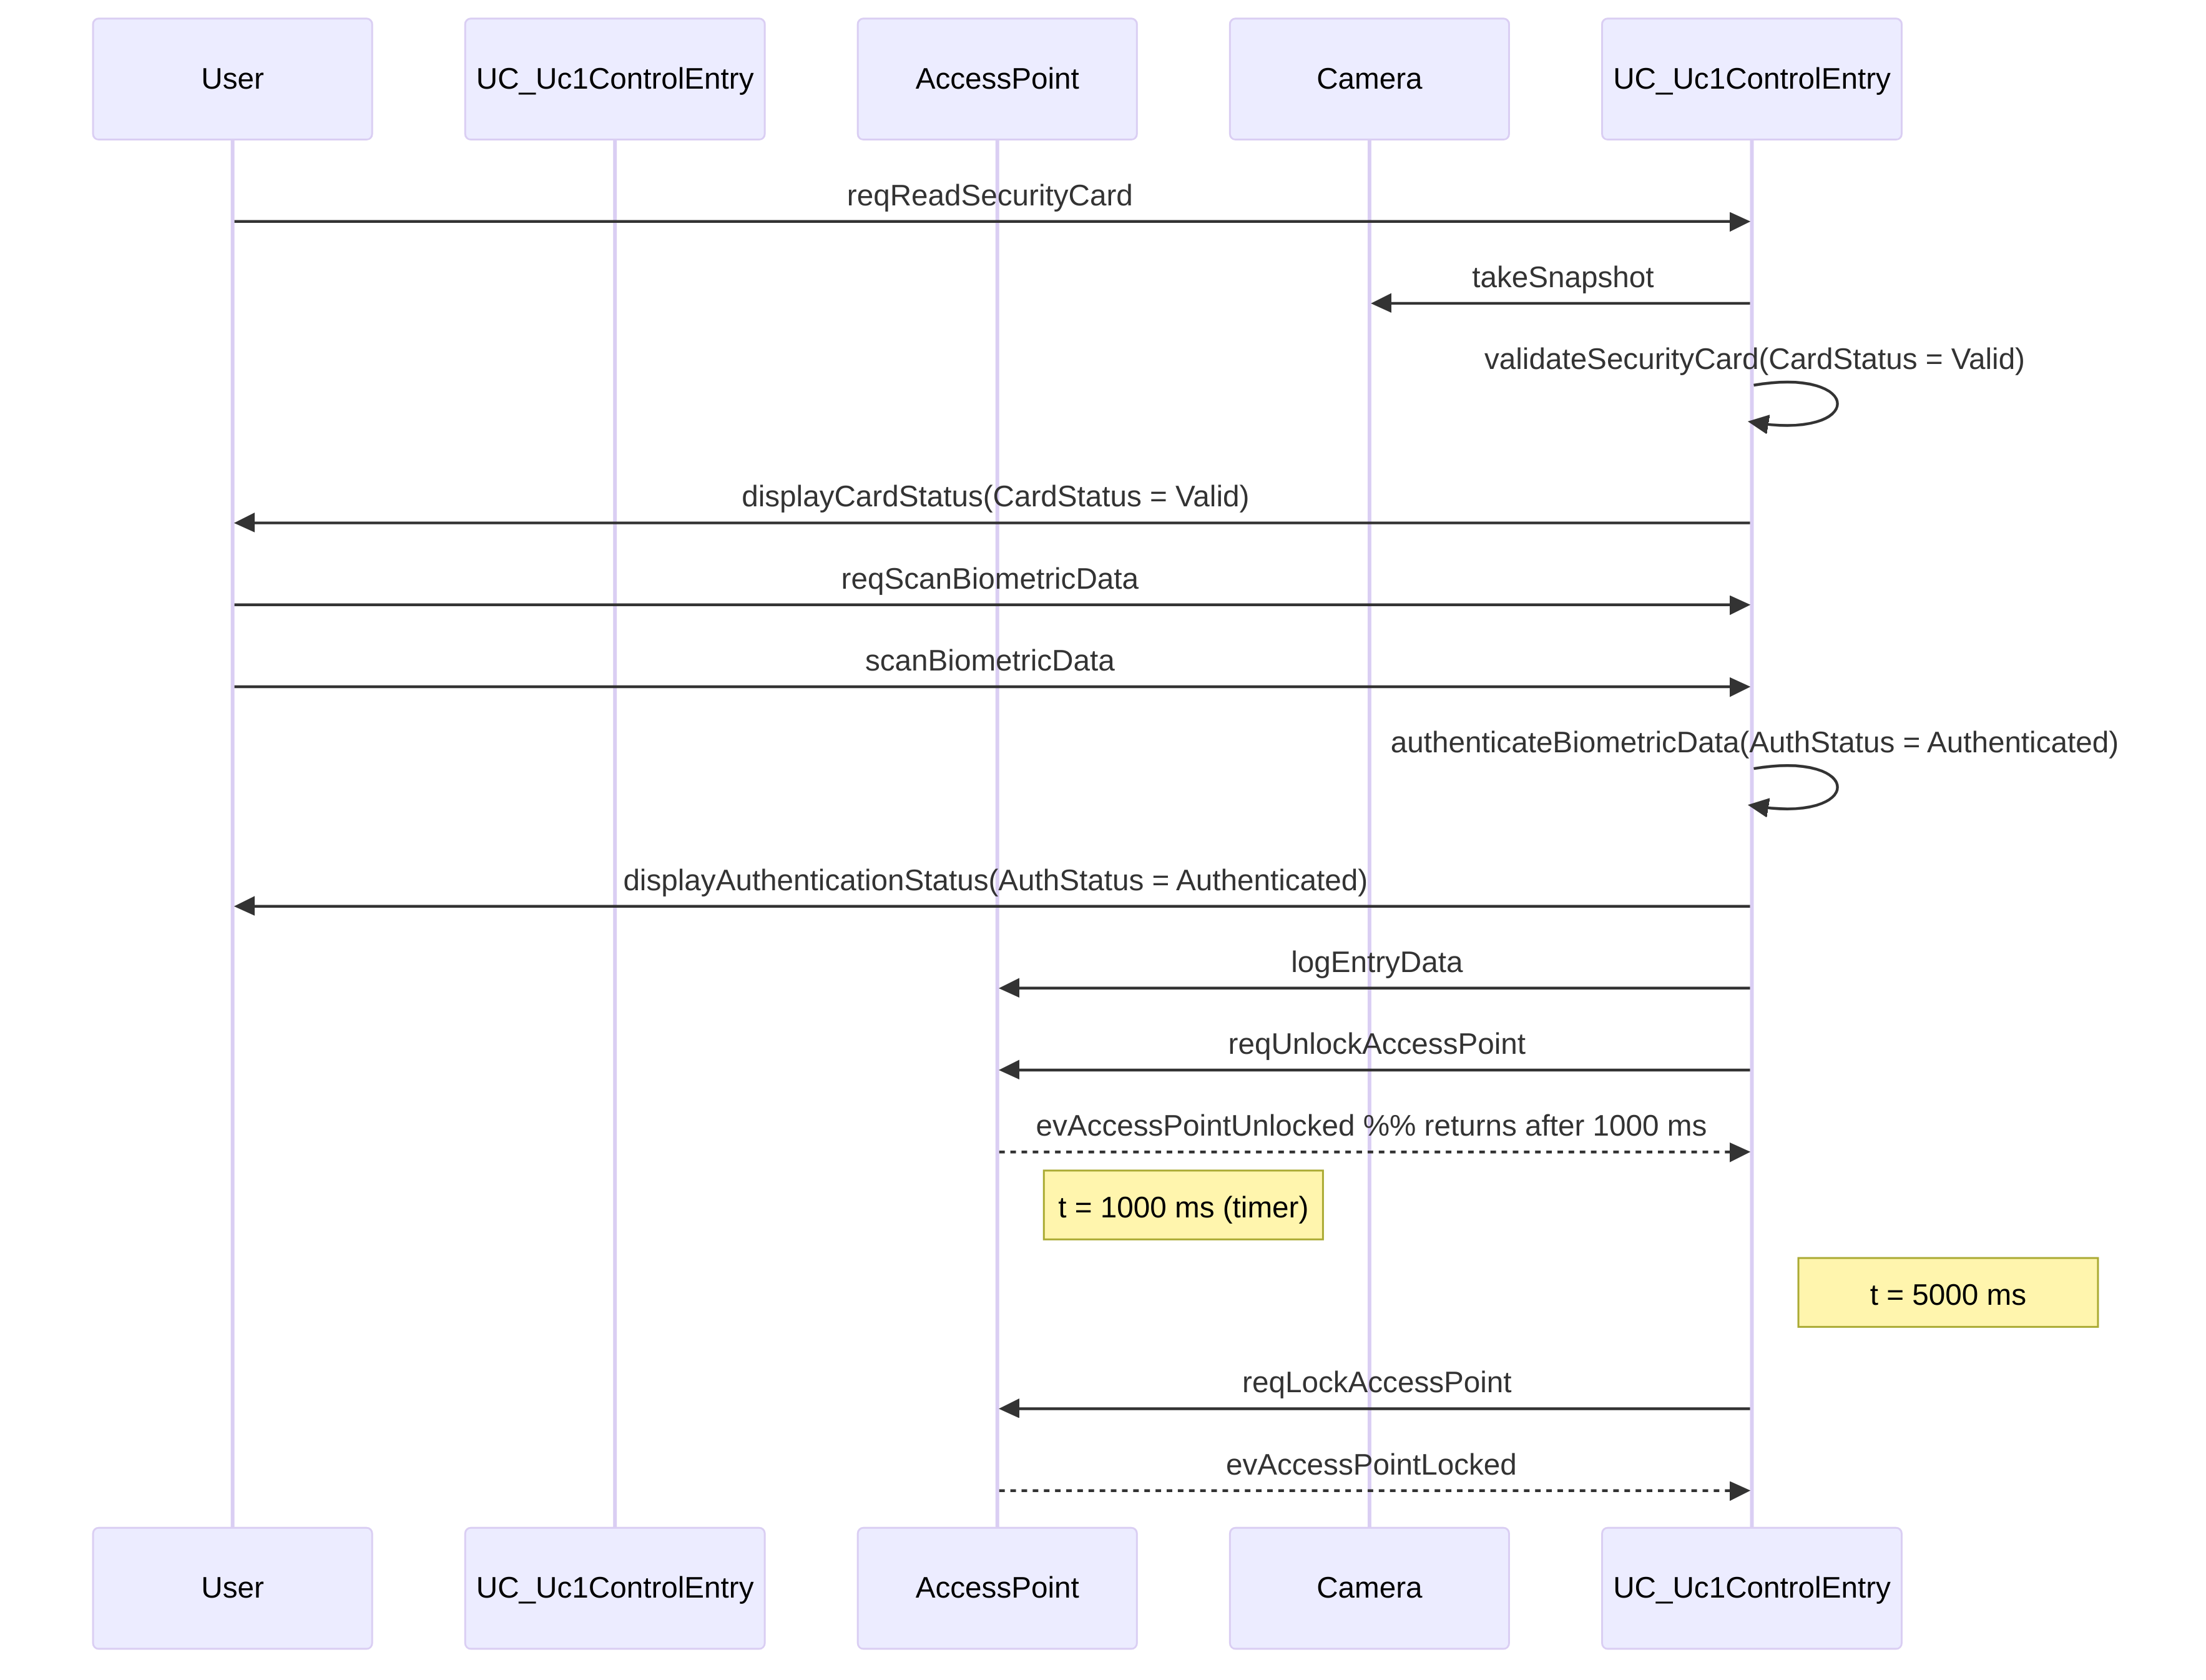 User
UC_Uc1ControlEntry
AccessPoint
Camera
UC_Uc1ControlEntry
reqReadSecurityCard
takeSnapshot
validateSecurityCard(CardStatus = Valid)
displayCardStatus(CardStatus = Valid)
reqScanBiometricData
scanBiometricData
authenticateBiometricData(AuthStatus = Authenticated)
displayAuthenticationStatus(AuthStatus = Authenticated)
logEntryData
reqUnlockAccessPoint
evAccessPointUnlocked %% returns after 1000 ms
t = 1000 ms (timer)
t = 5000 ms
reqLockAccessPoint
evAccessPointLocked
User
UC_Uc1ControlEntry
AccessPoint
Camera
UC_Uc1ControlEntry